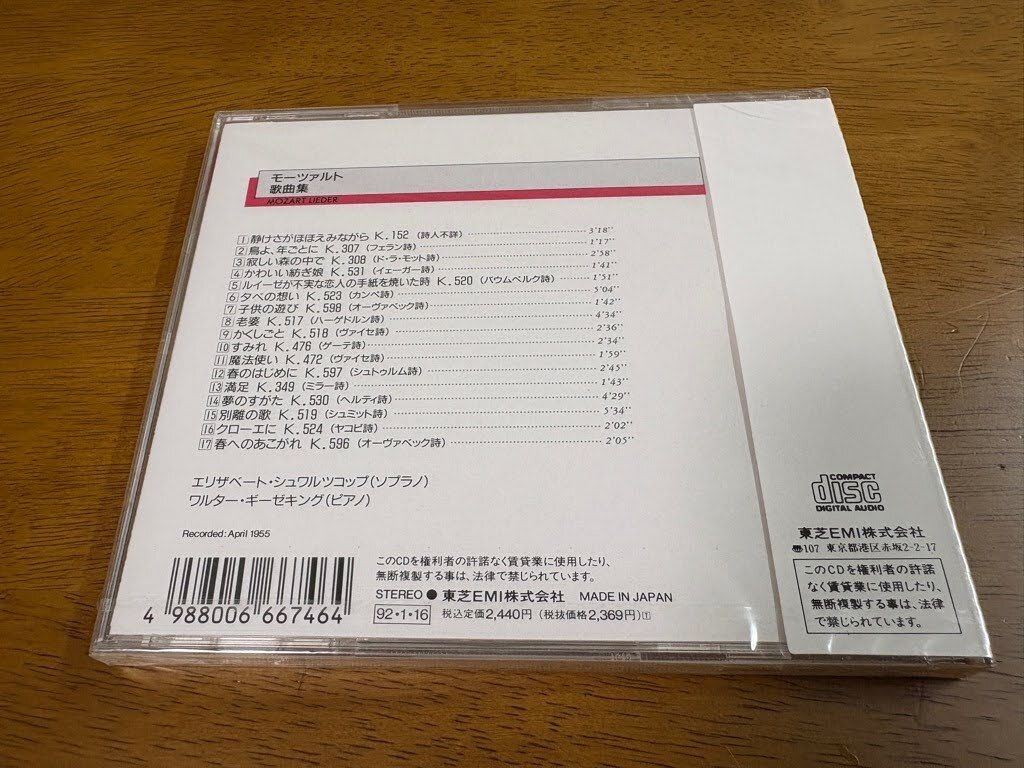 モーツァルト
歌曲集
MOZART LIEDER
1 静けさがほほえみながら K.152 (詩人不詳) 3'18''
2 鳥よ、年ごとに K.307 (フェラン詩) 1'17''
3 寂しい森の中で K.308 (ド・ラ・モット詩) 2'58''
4 かわいい紡ぎ娘 K.531 (イェーガー詩) 1'41''
5 ルイーゼが不実な恋人の手紙を焼いた時 K.520 (バウムベルク詩) 1'51''
6 夕べの想い K.523 (カンペ詩) 5'04''
7 子供の遊び K.598 (オーヴァベック詩) 1'42''
8 老婆 K.517 (ハーゲドルン詩) 4'34''
9 かくしごと K.518 (ヴァイセ詩) 2'36''
10 すみれ K.476 (ゲーテ詩) 2'34''
11 魔法使い K.472 (ヴァイセ詩) 1'59''
12 春のはじめに K.597 (シュトゥルム詩) 2'45''
13 満足 K.349 (ミラー詩) 1'43''
14 夢のすがた K.530 (ヘルティ詩) 4'29''
15 別離の歌 K.519 (シュミット詩) 5'34''
16 クローエに K.524 (ヤコビ詩) 2'02''
17 春へのあこがれ K.596 (オーヴァベック詩) 2'05''
エリザベート・シュワルツコップ(ソプラノ)
ワルター・ギーゼキング(ピアノ)
Recorded: April 1955
4 988006 667464
このCDを権利者の許諾なく賃貸業に使用したり、
無断複製する事は、法律で禁じられています。
STEREO ● 東芝EMI株式会社 MADE IN JAPAN
92・1・16 税込定価2,440円 (税抜価格2,369円) T
COMPACT
disc
DIGITAL AUDIO
東芝EMI株式会社
〠107 東京都港区赤坂2-2-17
このCDを権利者の許諾
なく賃貸業に使用したり、
無断複製する事は、法律
で禁じられています。